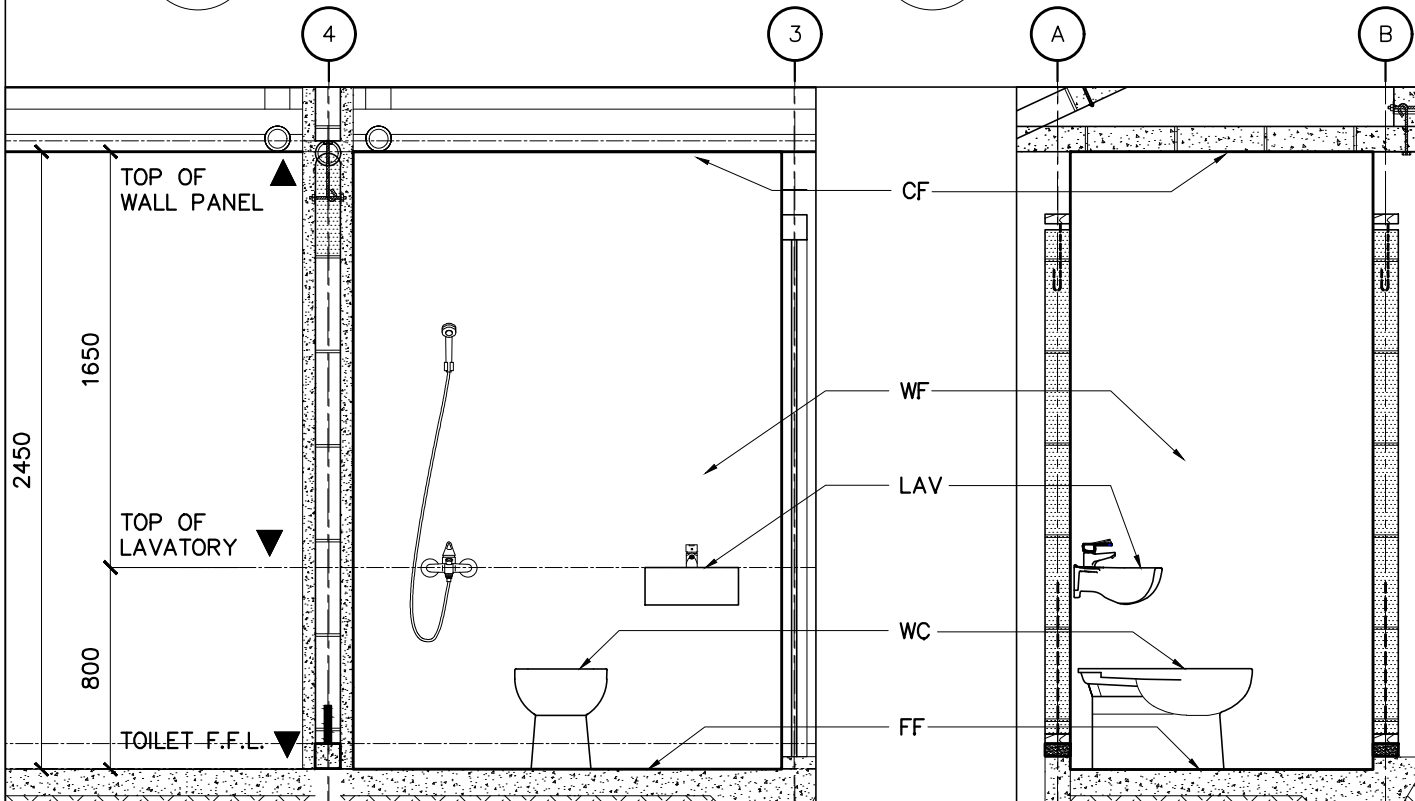 4
3
A
B
TOP OF
WALL PANEL
CF
1650
WF
2450
LAV
TOP OF
LAVATORY
WC
800
FF
TOILET F.F.L.